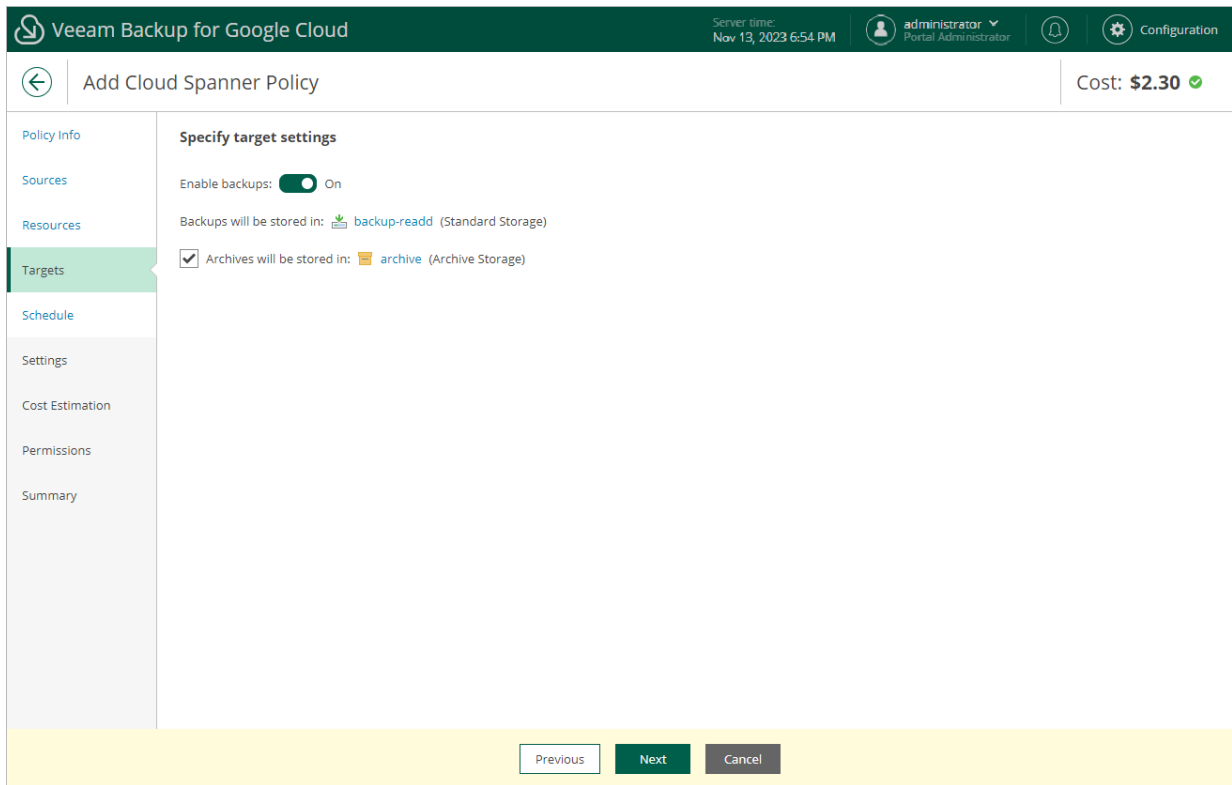 Veeam Backup for Google Cloud
Server time:
Nov 13, 2023 6:54 PM
administrator
Portal Administrator
Configuration
Add Cloud Spanner Policy
Cost: $2.30
Policy Info
Sources
Resources
Targets
Schedule
Settings
Cost Estimation
Permissions
Summary
Specify target settings
Enable backups: On
Backups will be stored in: backup-readd (Standard Storage)
Archives will be stored in: archive (Archive Storage)
Previous
Next
Cancel